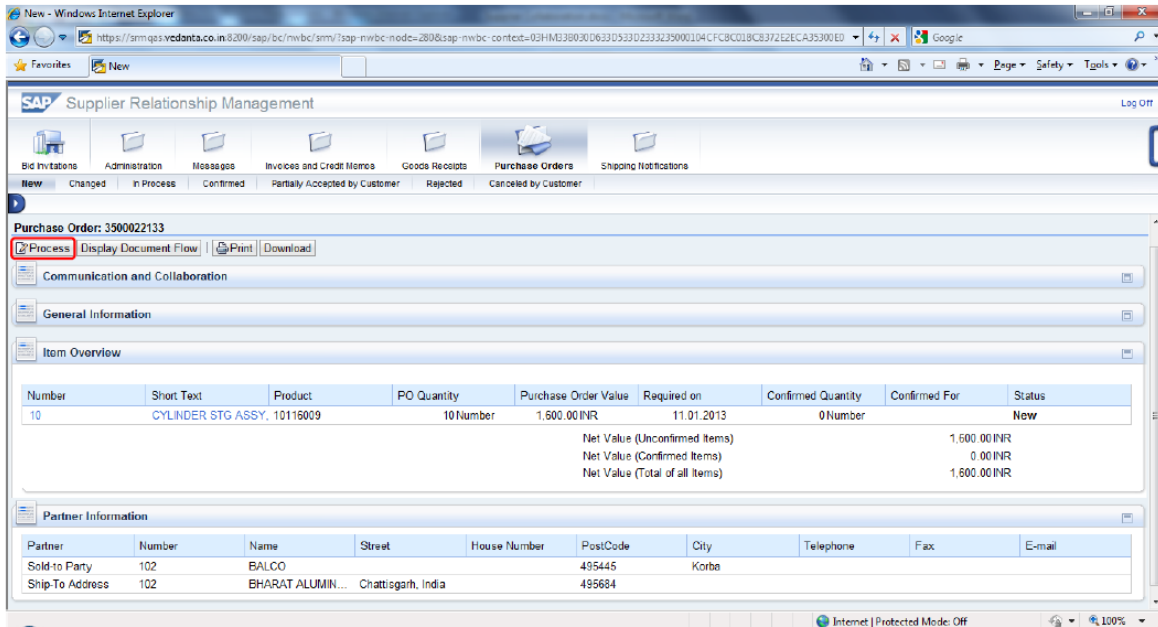 New - Windows Internet Explorer
Google
Favorites New Page Safety Tools
SAP Supplier Relationship Management Log Off
Bid Invitations Administration Messages Invoices and Credit Memos Goods Receipts Purchase Orders Shipping Notifications
New Changed In Process Confirmed Partially Accepted by Customer Rejected Canceled by Customer
Purchase Order: 3500022133
Process Display Document Flow Print Download
Communication and Collaboration
General Information
Item Overview
Number Short Text Product PO Quantity Purchase Order Value Required on Confirmed Quantity Confirmed For Status
10 CYLINDER STG ASSY, 10116009 10 Number 1,600.00 INR 11.01.2013 0 Number New
Net Value (Unconfirmed Items) 1,600.00 INR
Net Value (Confirmed Items) 0.00 INR
Net Value (Total of all Items) 1,600.00 INR
Partner Information
Partner Number Name Street House Number PostCode City Telephone Fax E-mail
Sold-to Party 102 BALCO 495445 Korba
Ship-To Address 102 BHARAT ALUMIN... Chattisgarh, India 495684
Internet | Protected Mode: Off 100%